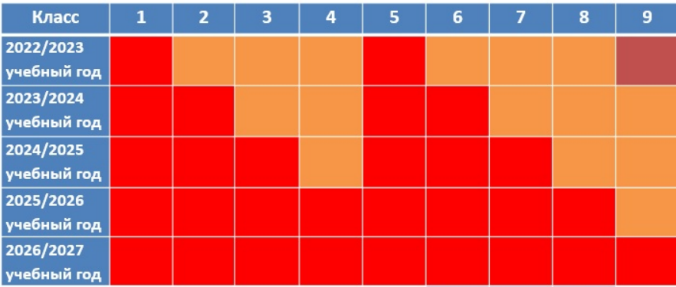 Класс 1 2 3 4 5 6 7 8 9
2022/2023
учебный год
2023/2024
учебный год
2024/2025
учебный год
2025/2026
учебный год
2026/2027
учебный год